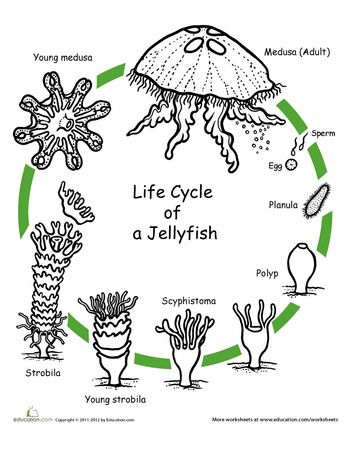 Young medusa
Medusa (Adult)
Sperm
Egg
Life Cycle
of
a Jellyfish
Planula
Polyp
Scyphistoma
Strobila
Young strobila
education.com
Copyright © 2011-2012 by Education.com
More worksheets at www.education.com/worksheets